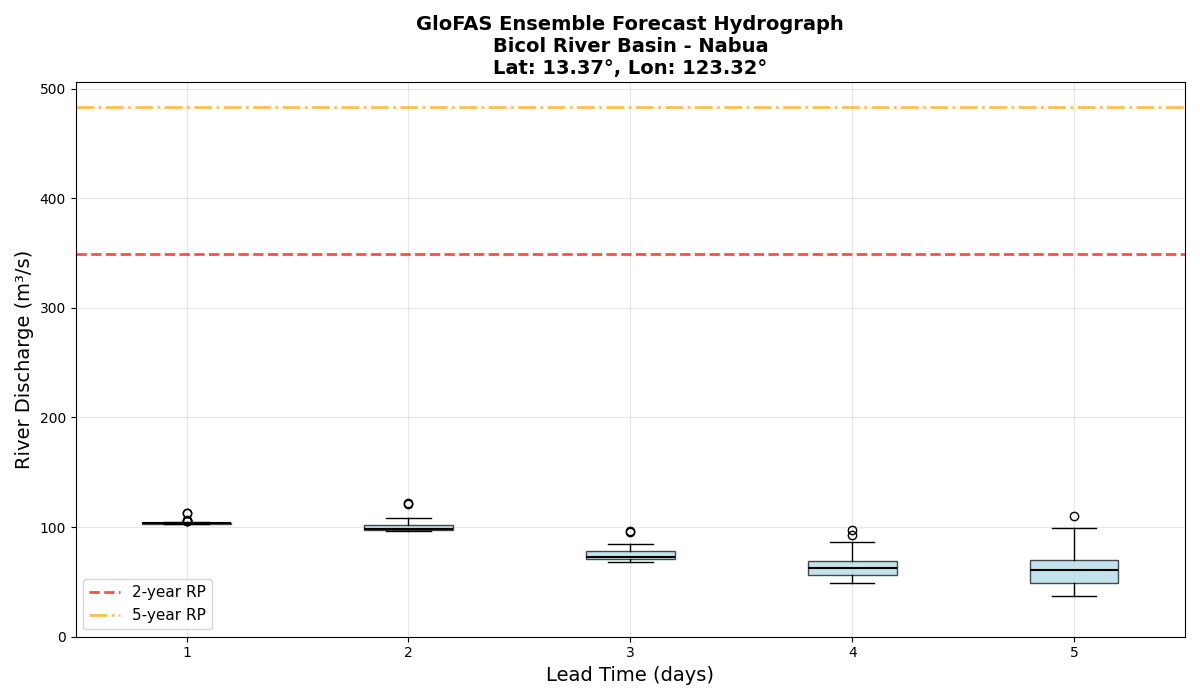 GloFAS Ensemble Forecast Hydrograph
Bicol River Basin - Nabua
Lat: 13.37°, Lon: 123.32°
River Discharge (m³/s)
500
400
300
200
100
0
2-year RP
5-year RP
1 2 3 4 5
Lead Time (days)